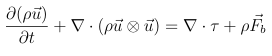 ∂(ρu⃗)/∂t + ∇ · (ρu⃗ ⊗ u⃗) = ∇ · τ + ρF⃗_b